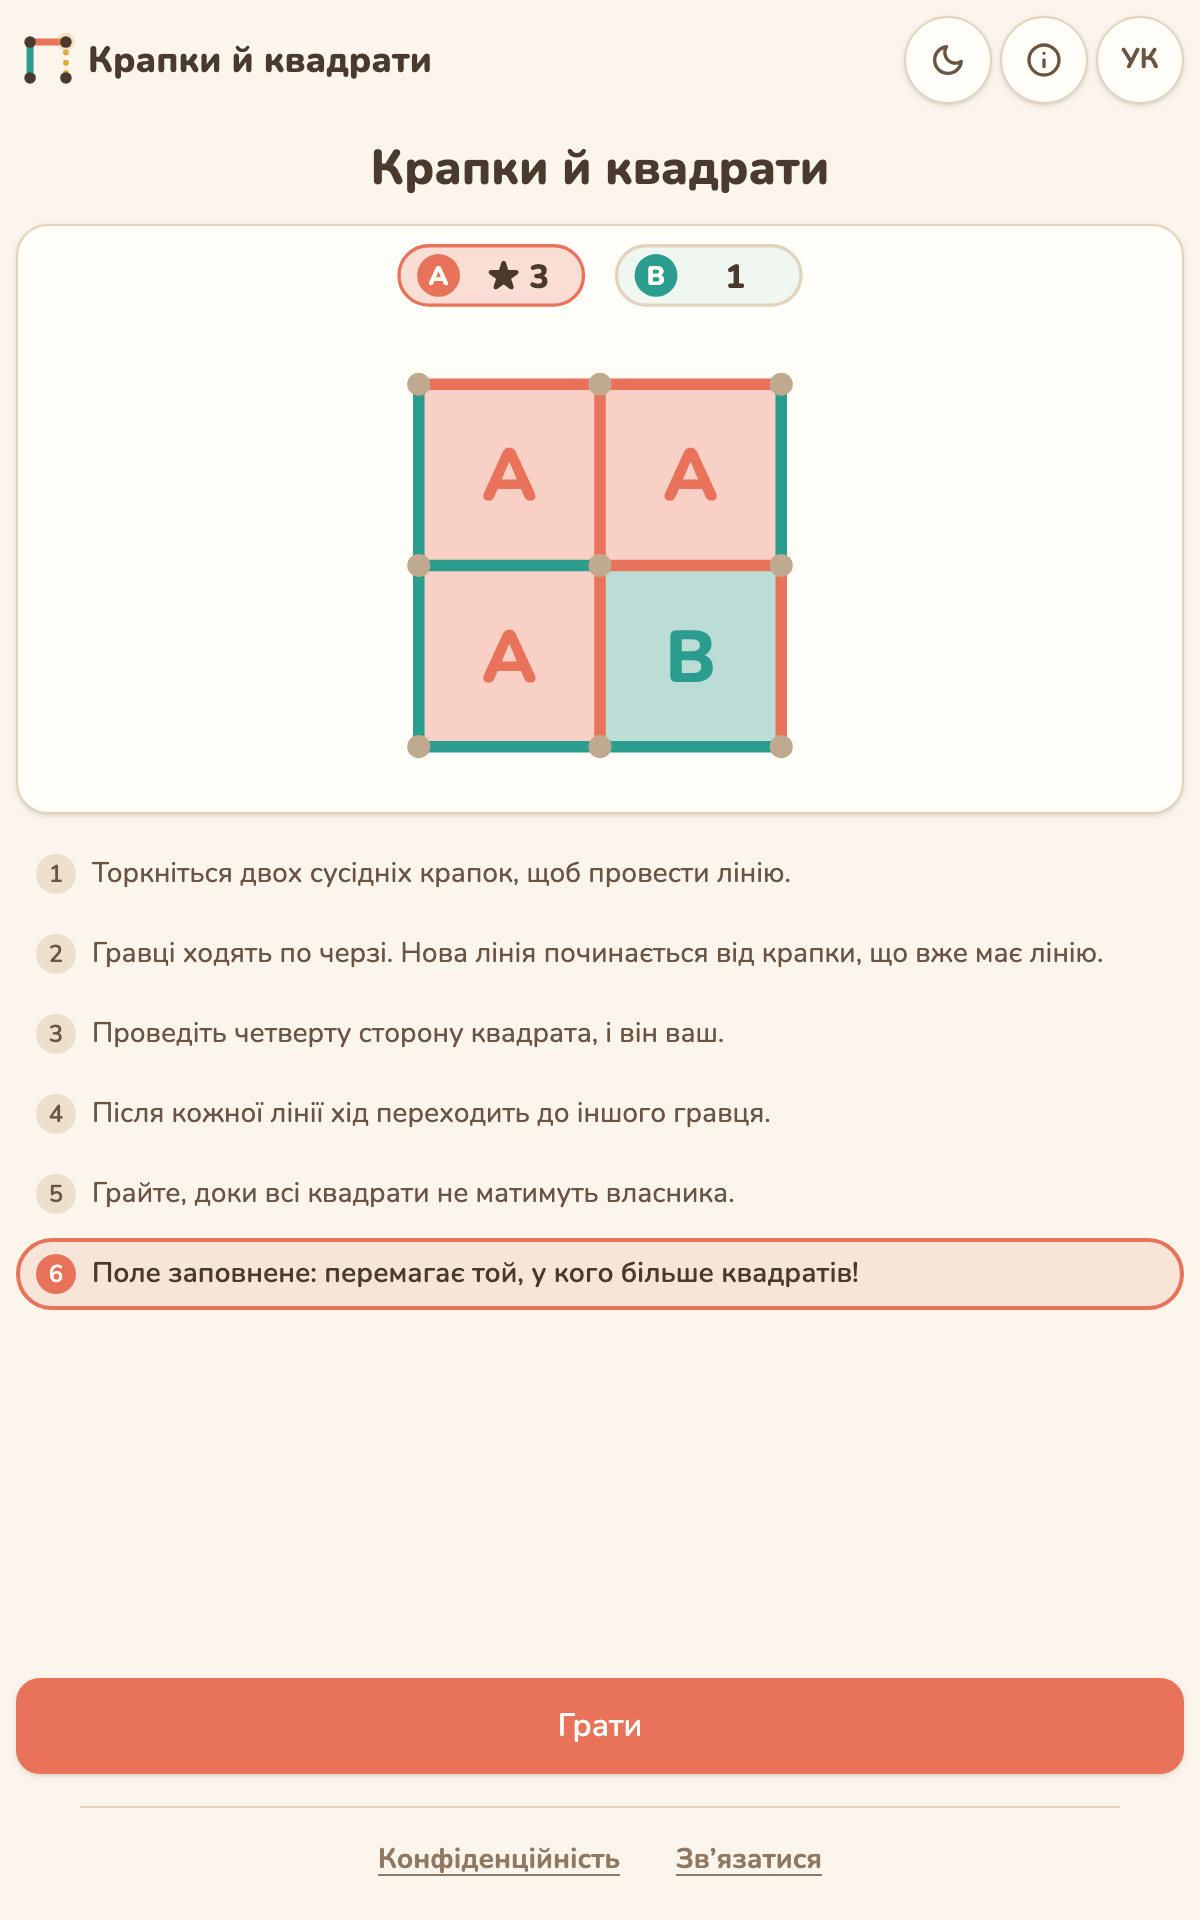 Крапки й квадрати
УК
Крапки й квадрати
A ★ 3
B 1
A A
A B
1 Торкніться двох сусідніх крапок, щоб провести лінію.
2 Гравці ходять по черзі. Нова лінія починається від крапки, що вже має лінію.
3 Проведіть четверту сторону квадрата, і він ваш.
4 Після кожної лінії хід переходить до іншого гравця.
5 Грайте, доки всі квадрати не матимуть власника.
6 Поле заповнене: перемагає той, у кого більше квадратів!
Грати
Конфіденційність Зв’язатися